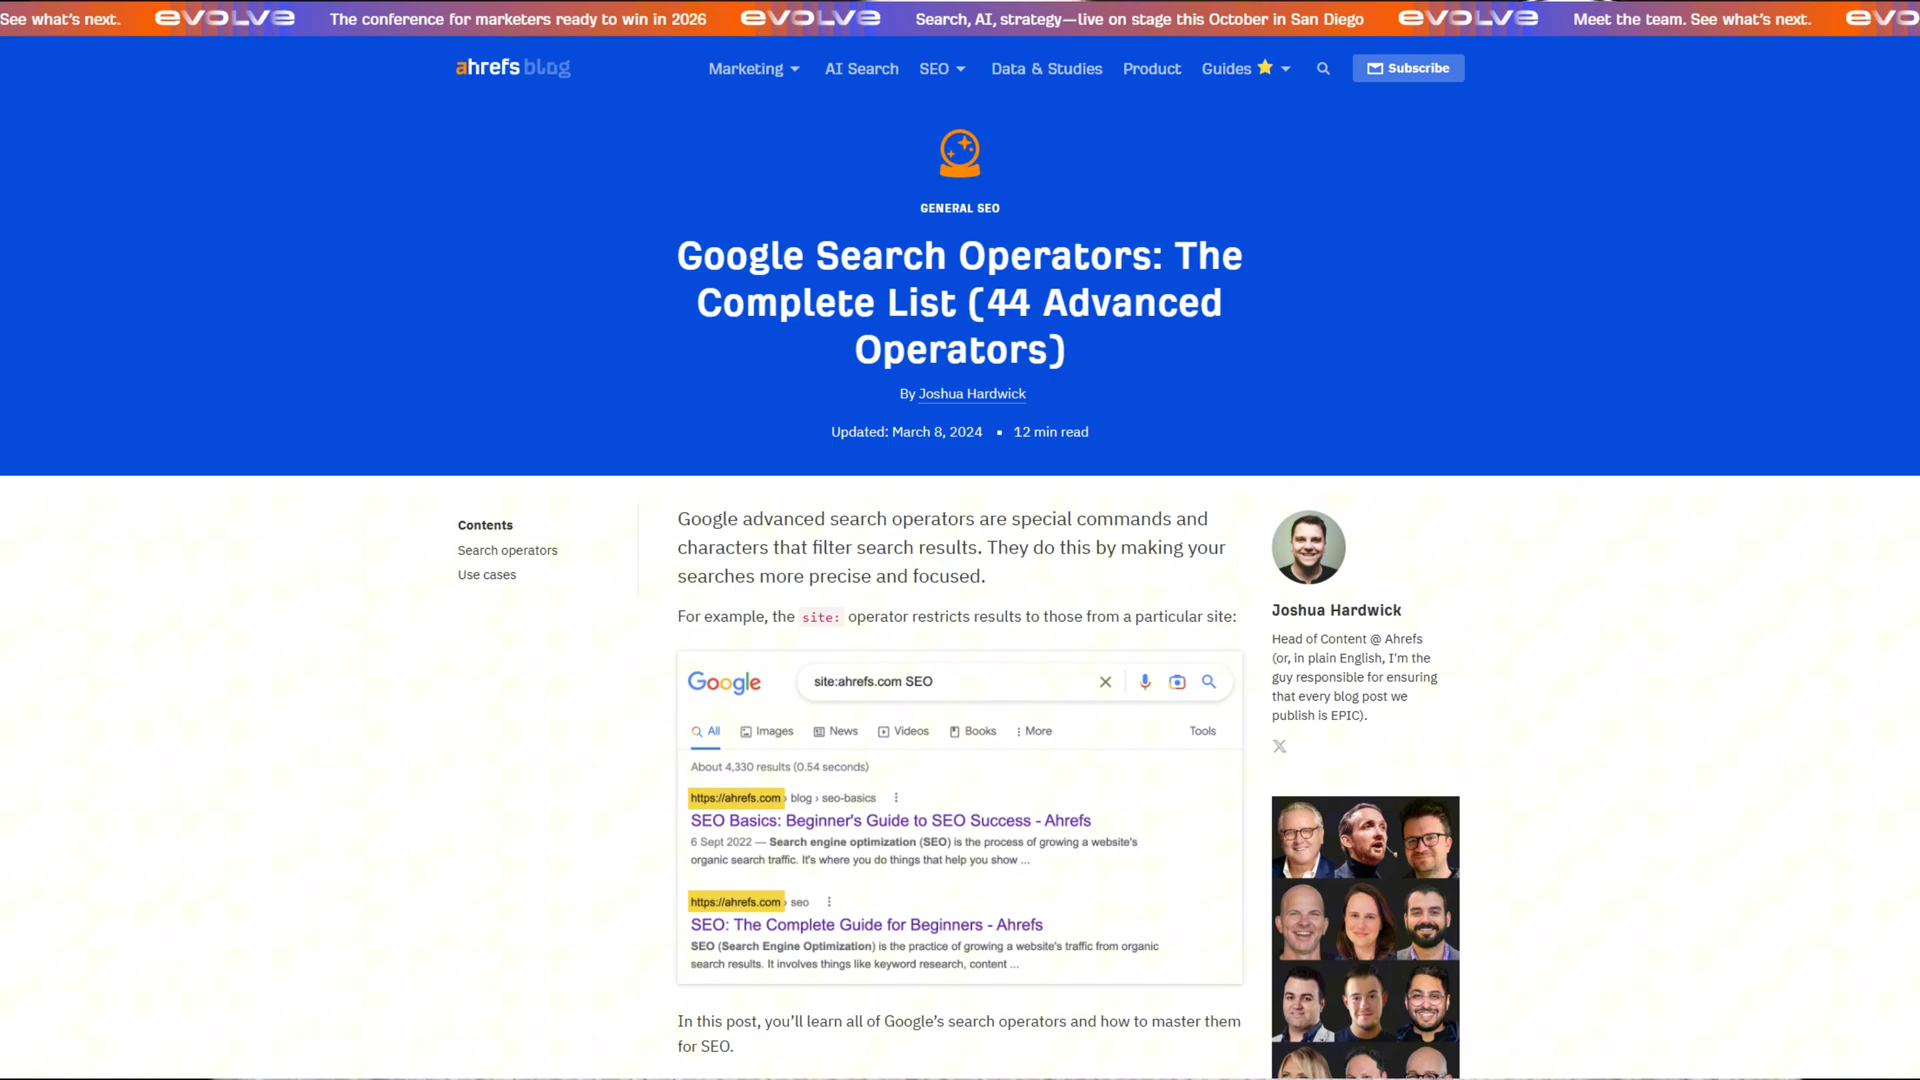 See what's next.
evolve
The conference for marketers ready to win in 2026
evolve
Search, AI, strategy—live on stage this October in San Diego
evolve
Meet the team. See what's next.
evo
ahrefs blog
Marketing
AI Search
SEO
Data & Studies
Product
Guides
Subscribe
GENERAL SEO
Google Search Operators: The
Complete List (44 Advanced
Operators)
By Joshua Hardwick
Updated: March 8, 2024 ▪ 12 min read
Contents
Search operators
Use cases
Google advanced search operators are special commands and
characters that filter search results. They do this by making your
searches more precise and focused.
For example, the site: operator restricts results to those from a particular site:
Google
site:ahrefs.com SEO
All
Images
News
Videos
Books
More
Tools
About 4,330 results (0.54 seconds)
https://ahrefs.com › blog › seo-basics
SEO Basics: Beginner's Guide to SEO Success - Ahrefs
6 Sept 2022 — Search engine optimization (SEO) is the process of growing a website's
organic search traffic. It's where you do things that help you show ...
https://ahrefs.com › seo
SEO: The Complete Guide for Beginners - Ahrefs
SEO (Search Engine Optimization) is the practice of growing a website's traffic from organic
search results. It involves things like keyword research, content ...
In this post, you'll learn all of Google's search operators and how to master them
for SEO.
Joshua Hardwick
Head of Content @ Ahrefs
(or, in plain English, I'm the
guy responsible for ensuring
that every blog post we
publish is EPIC).